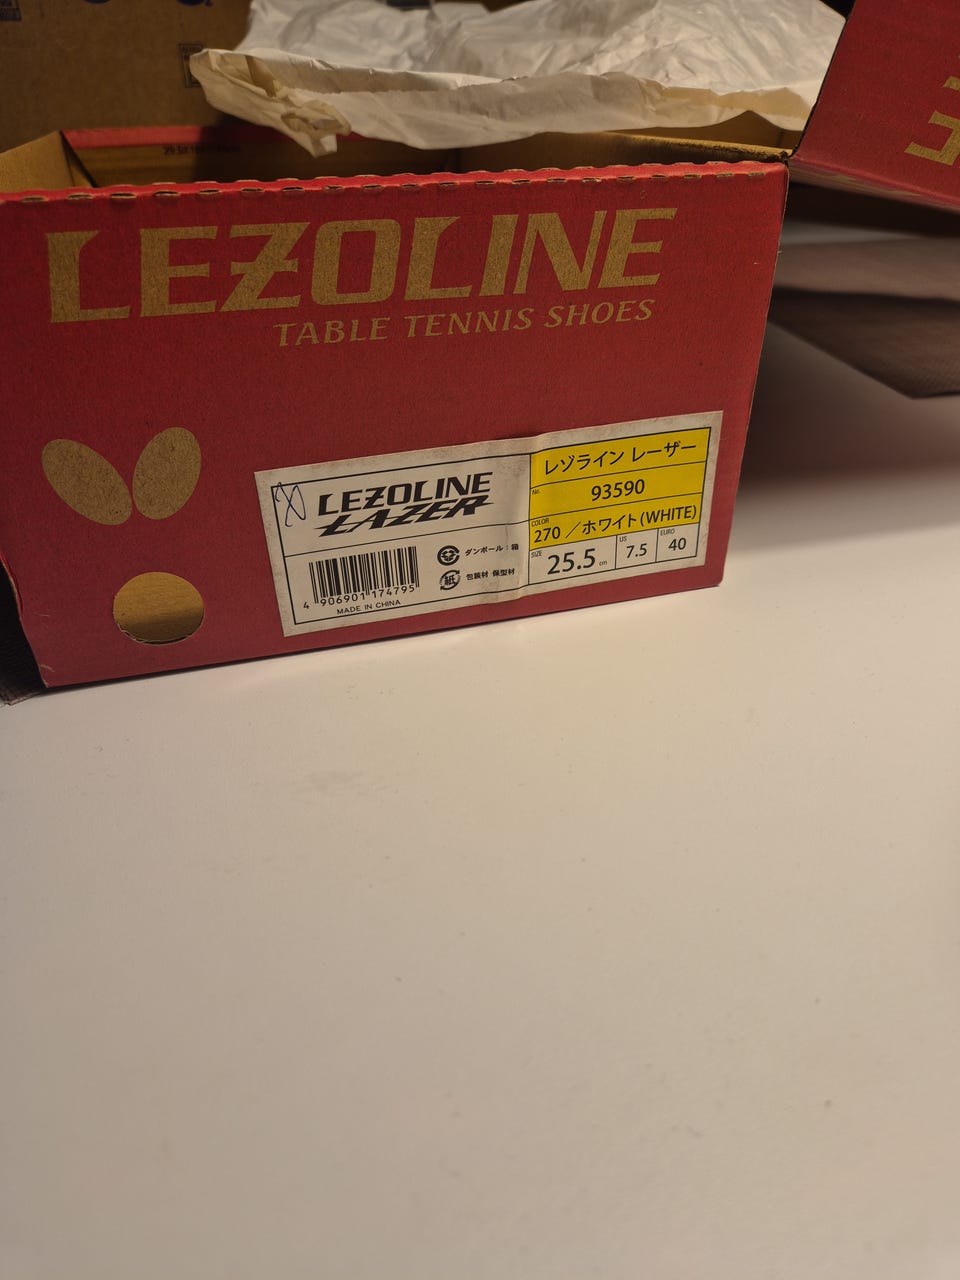 LEZOLINE
TABLE TENNIS SHOES
LEZOLINE
LAZER
4 906901 174795
MADE IN CHINA
ダンボール：箱
紙 包装材 保型材
レゾライン レーザー
No. 93590
COLOR 270 ／ホワイト(WHITE)
SIZE 25.5 cm
US 7.5
EURO 40